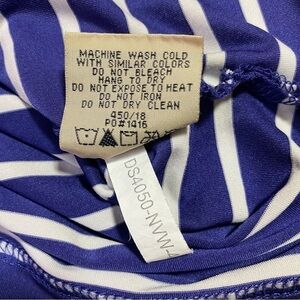 MACHINE WASH COLD
WITH SIMILAR COLORS
DO NOT BLEACH
HANG TO DRY
DO NOT EXPOSE TO HEAT
DO NOT IRON
DO NOT DRY CLEAN
450/18
PO#1416
DS4050-NVW-